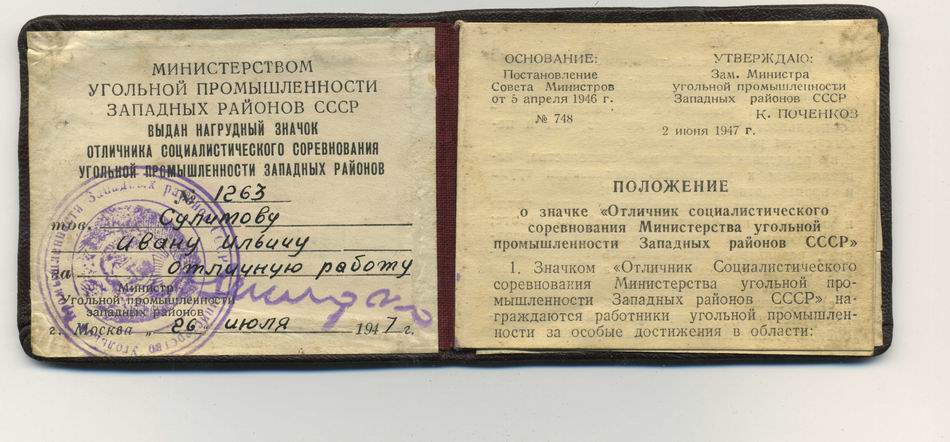 МИНИСТЕРСТВОМ
УГОЛЬНОЙ ПРОМЫШЛЕННОСТИ
ЗАПАДНЫХ РАЙОНОВ СССР
ВЫДАН НАГРУДНЫЙ ЗНАЧОК
ОТЛИЧНИКА СОЦИАЛИСТИЧЕСКОГО СОРЕВНОВАНИЯ
УГОЛЬНОЙ ПРОМЫШЛЕННОСТИ ЗАПАДНЫХ РАЙОНОВ
№ 1263
тов.
Ивану Ильичу
за отличную работу
Министр
Угольной промышленности
западных районов
г. Москва „26" июля 1947 г.
ОСНОВАНИЕ:
Постановление
Совета Министров
от 5 апреля 1946 г.
№ 748
УТВЕРЖДАЮ:
Зам. Министра
угольной промышленности
Западных районов СССР
К. ПОЧЕНКОВ
2 июня 1947 г.
ПОЛОЖЕНИЕ
о значке «Отличник социалистического
соревнования Министерства угольной
промышленности Западных районов СССР»
1. Значком «Отличник Социалистического
соревнования Министерства угольной про-
мышленности Западных районов СССР» на-
граждаются работники угольной промышлен-
ности за особые достижения в области: